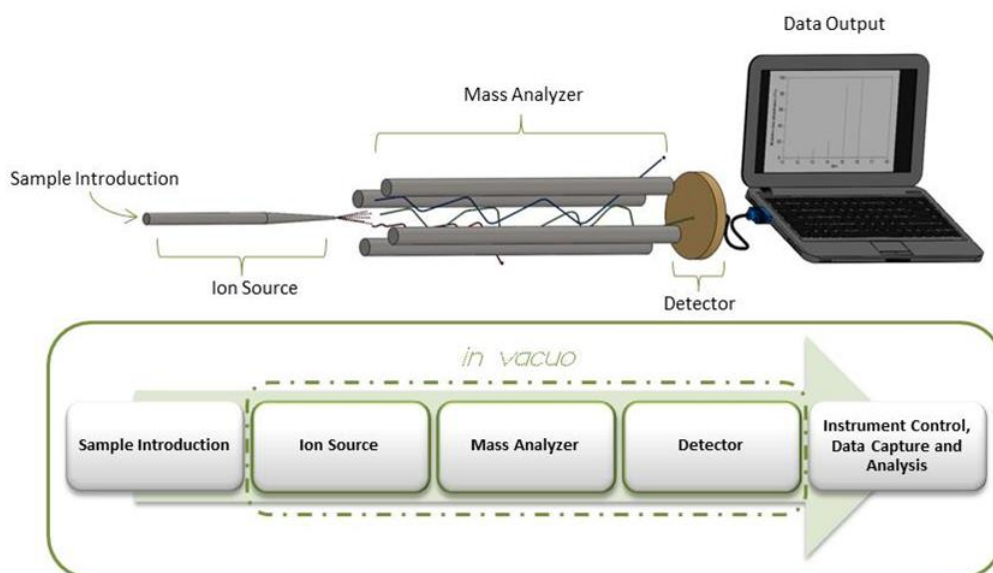 Data Output
Mass Analyzer
Sample Introduction
Ion Source
Detector
in vacuo
Sample Introduction
Ion Source
Mass Analyzer
Detector
Instrument Control,
Data Capture and
Analysis